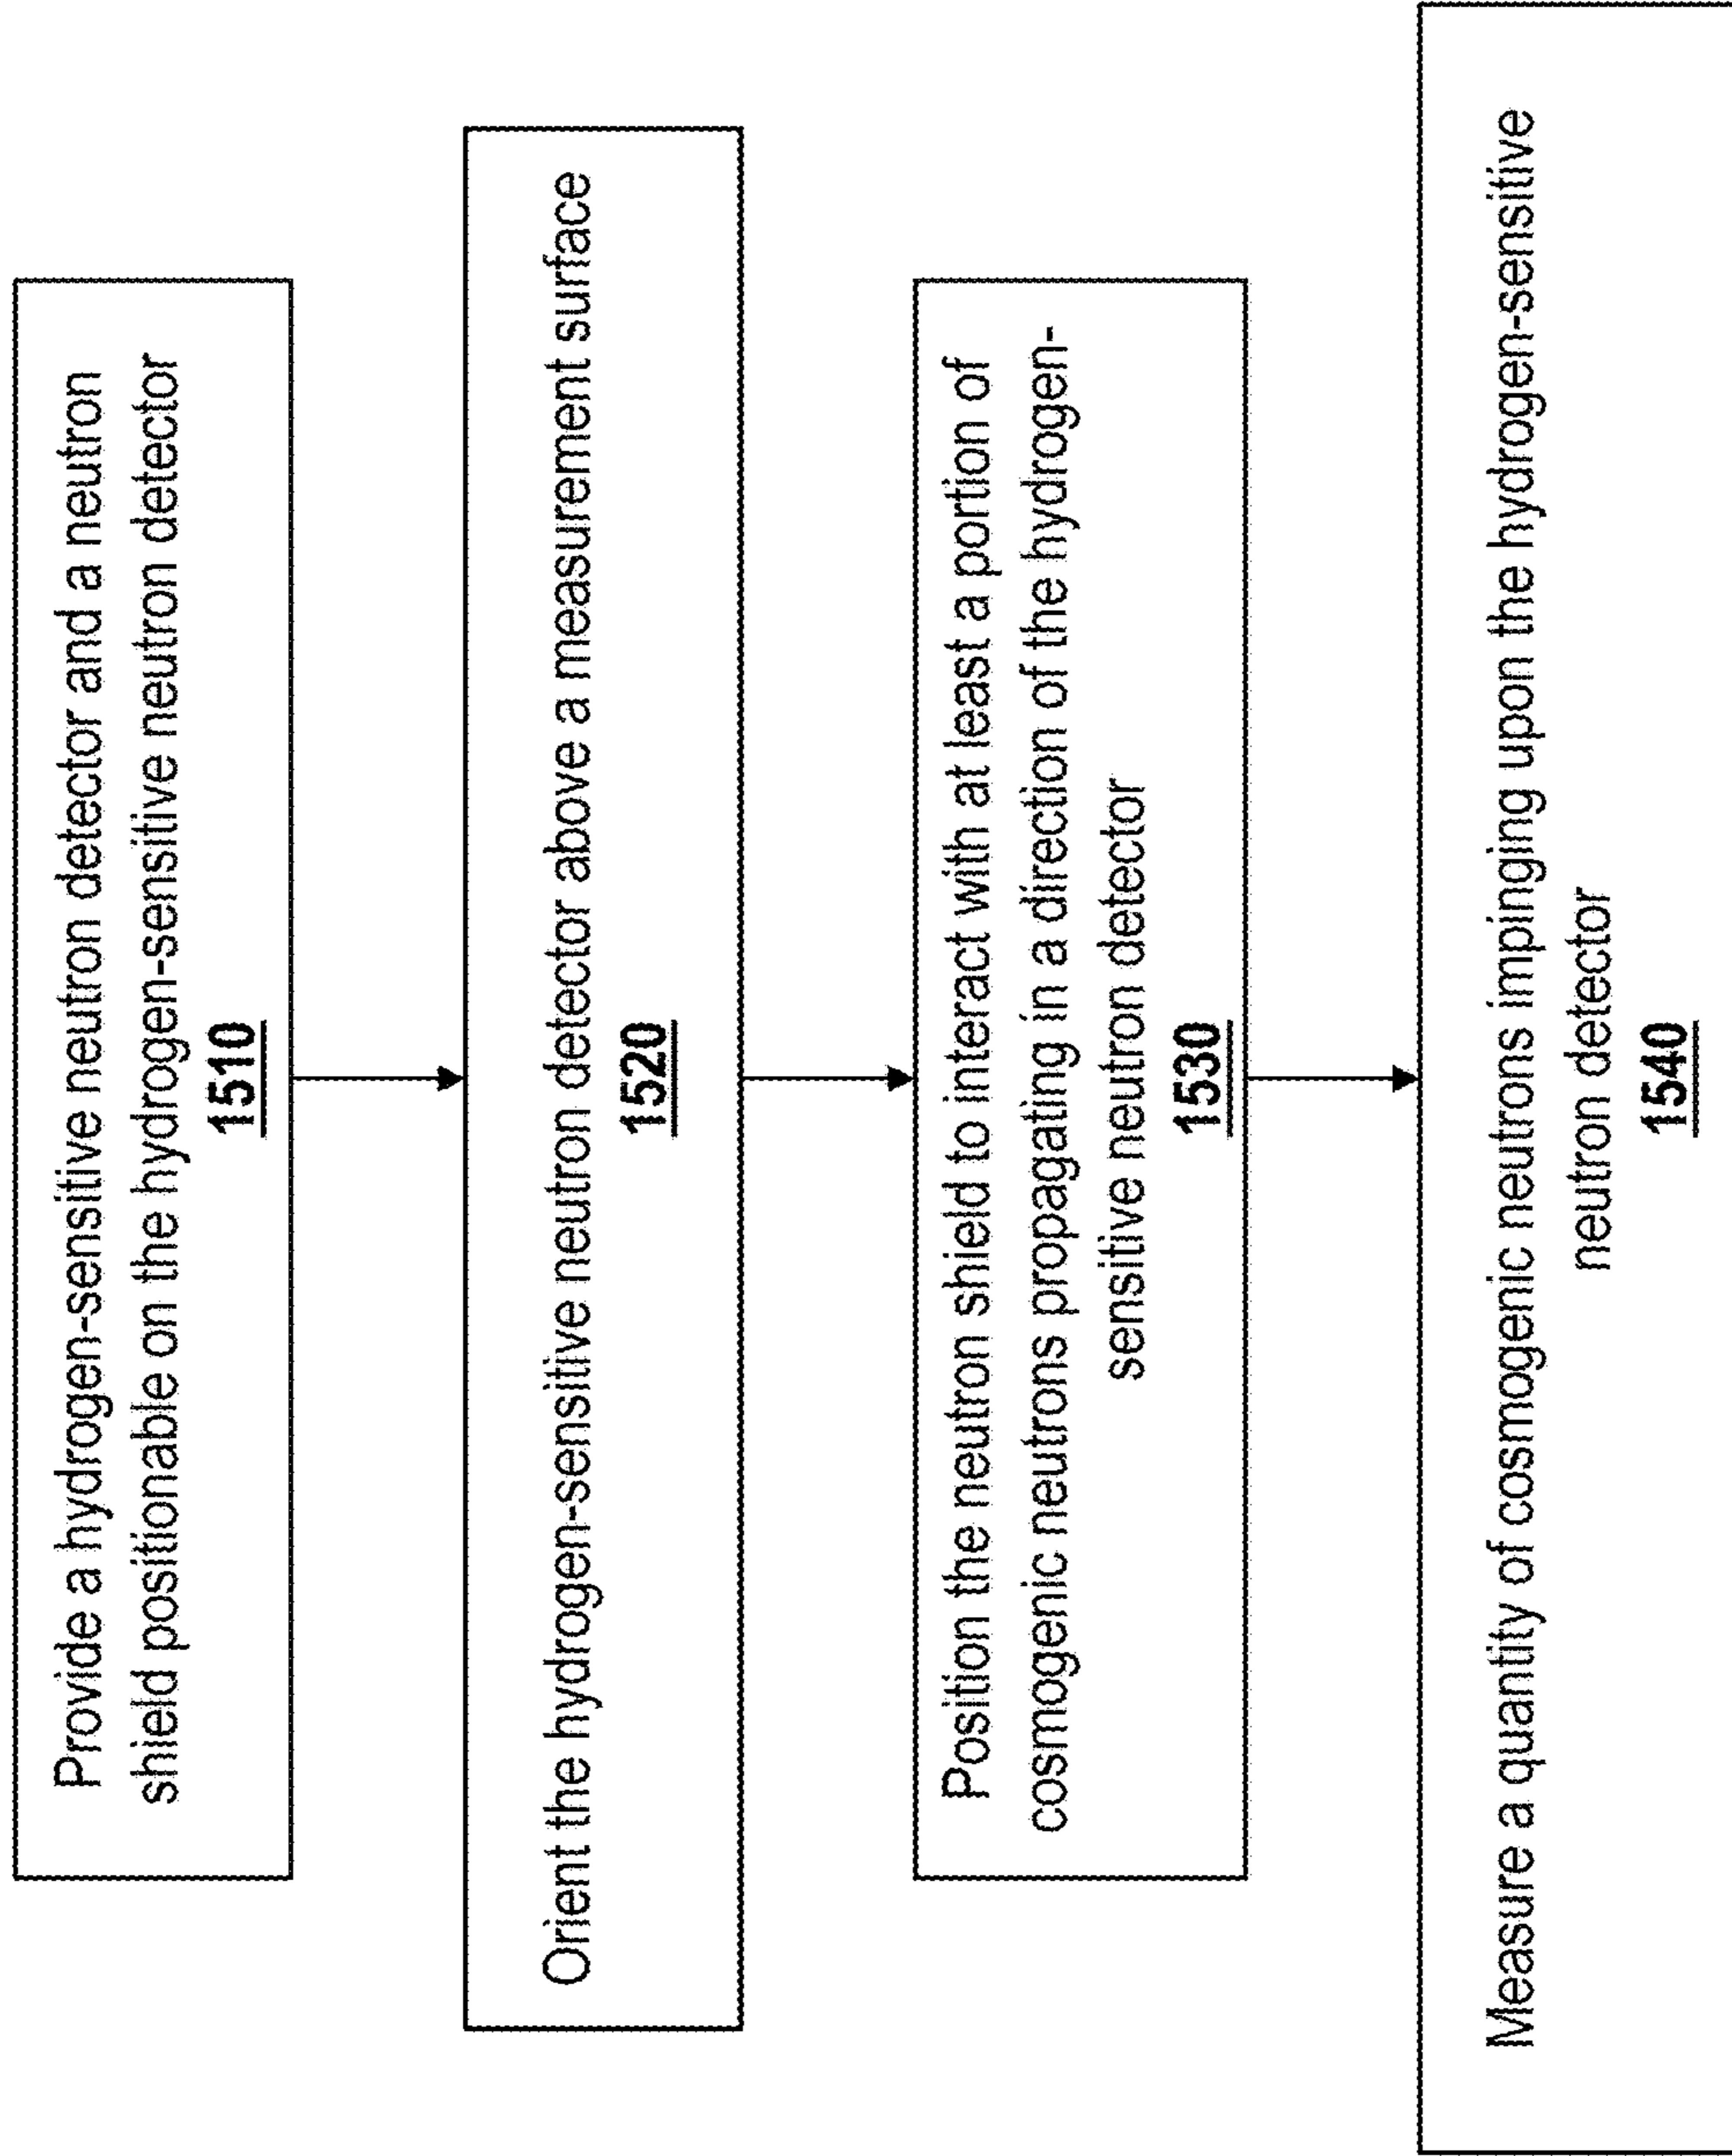 Provide a hydrogen-sensitive neutron detector and a neutron
shield positionable on the hydrogen-sensitive neutron detector
1510
Orient the hydrogen-sensitive neutron detector above a measurement surface
1520
Position the neutron shield to interact with at least a portion of
cosmogenic neutrons propagating in a direction of the hydrogen-
sensitive neutron detector
1530
Measure a quantity of cosmogenic neutrons impinging upon the hydrogen-sensitive
neutron detector
1540